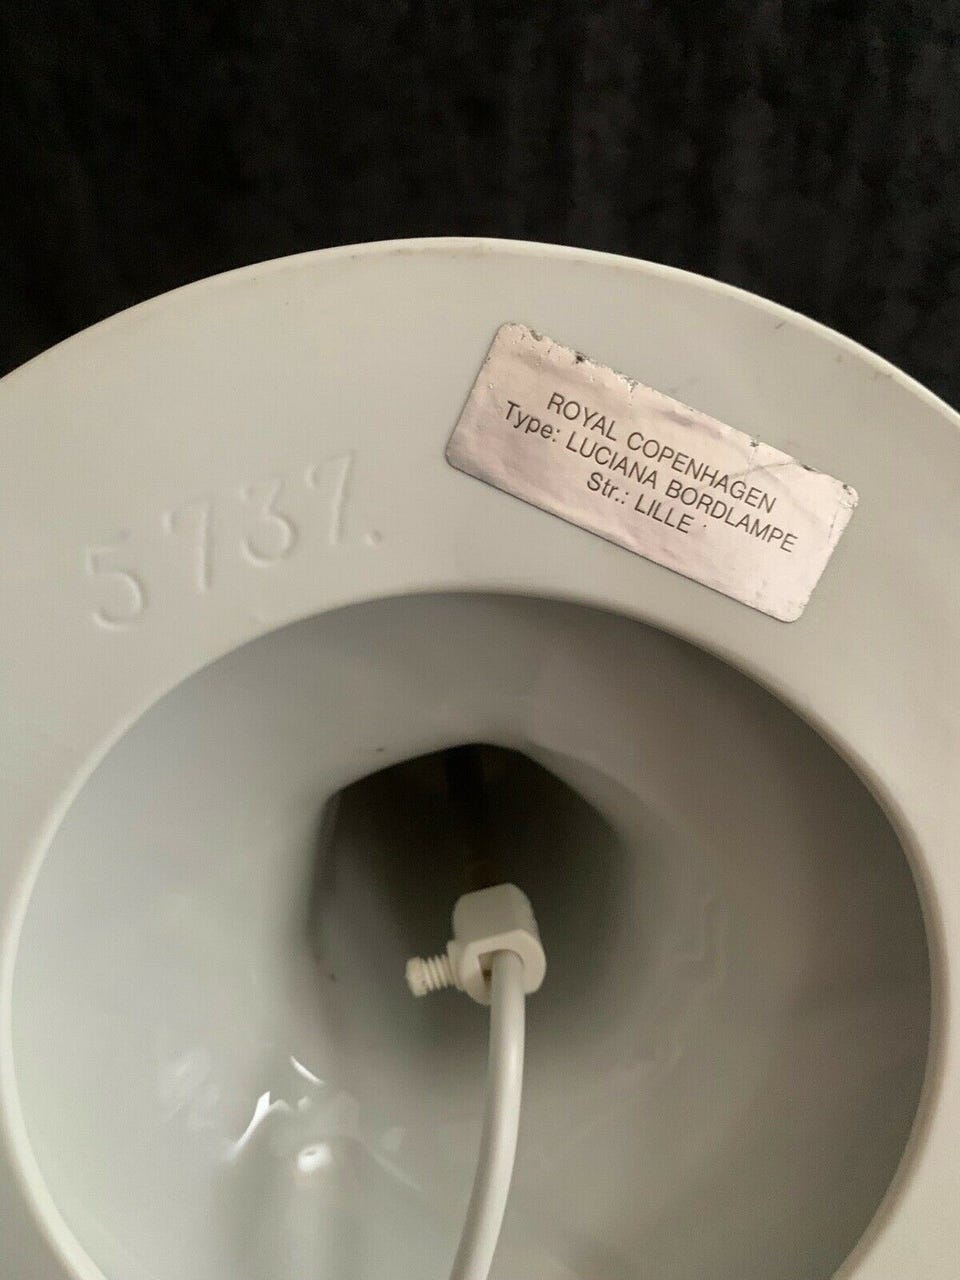 ROYAL COPENHAGEN
Type: LUCIANA BORDLAMPE
Str.: LILLE
5737.